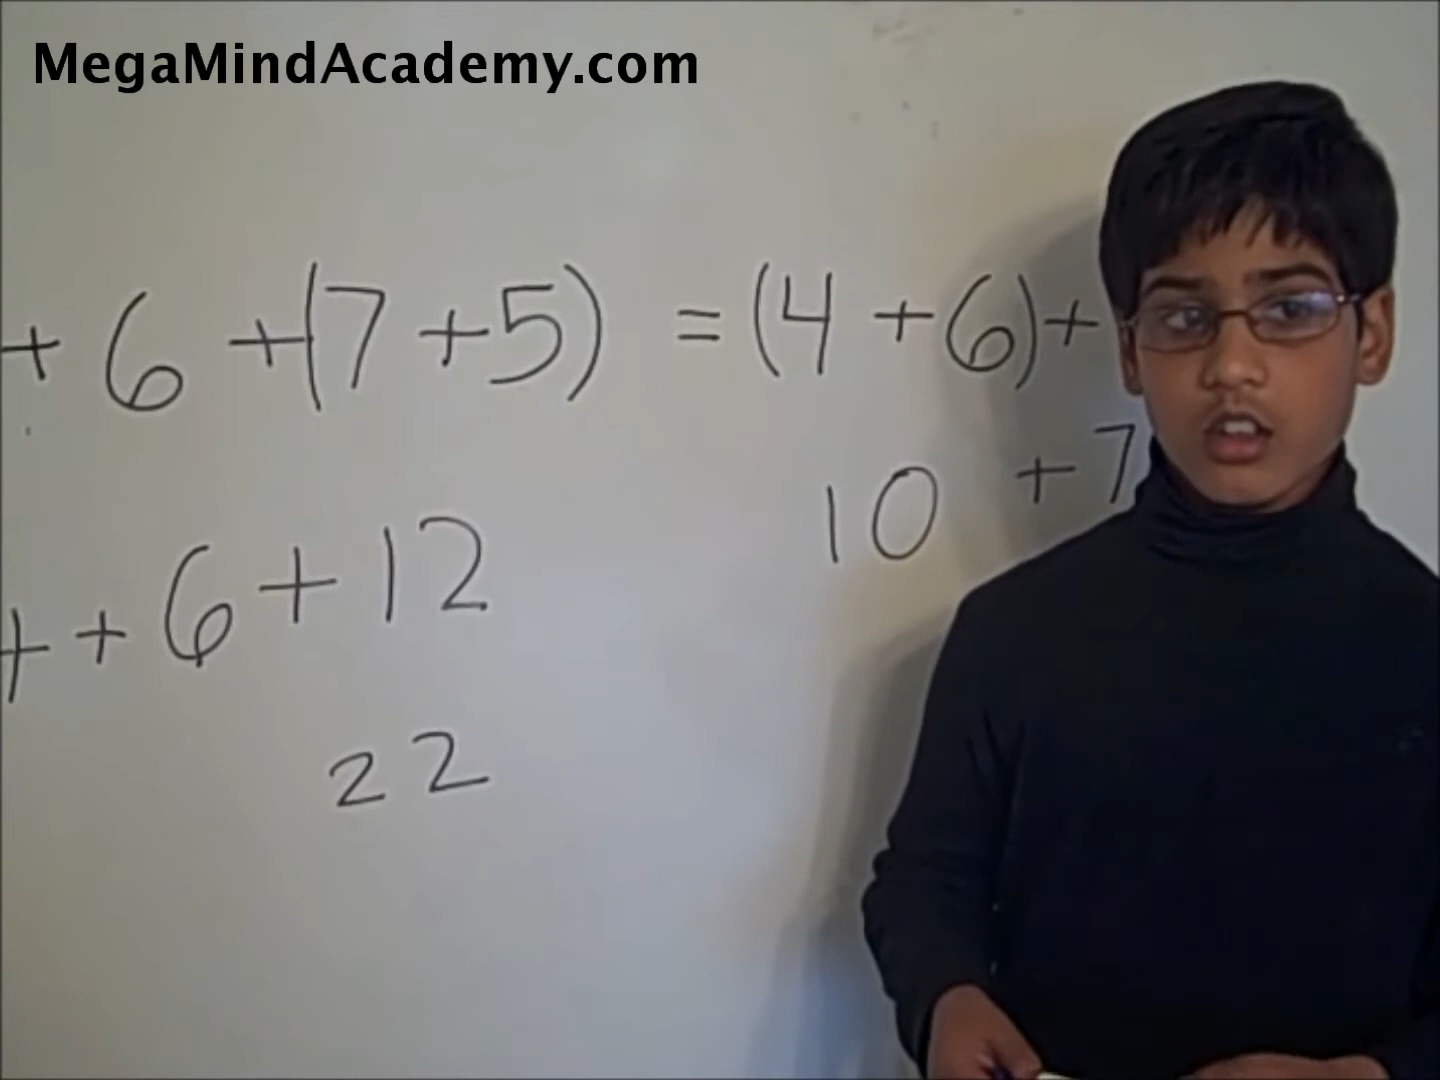 MegaMindAcademy.com
+ 6 + (7 + 5) = (4 + 6) +
10 + 7
+ 6 + 12
22